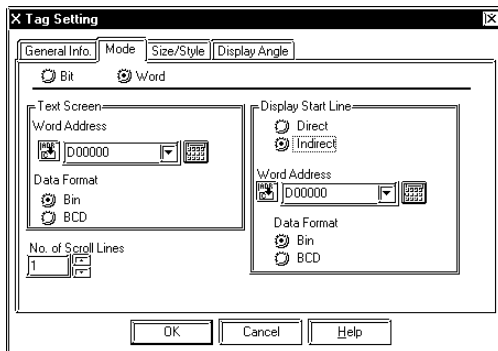 X Tag Setting
General Info. Mode Size/Style Display Angle
Bit Word
Text Screen
Word Address
D00000
Data Format
Bin
BCD
No. of Scroll Lines
1
Display Start Line
Direct
Indirect
Word Address
D00000
Data Format
Bin
BCD
OK Cancel Help